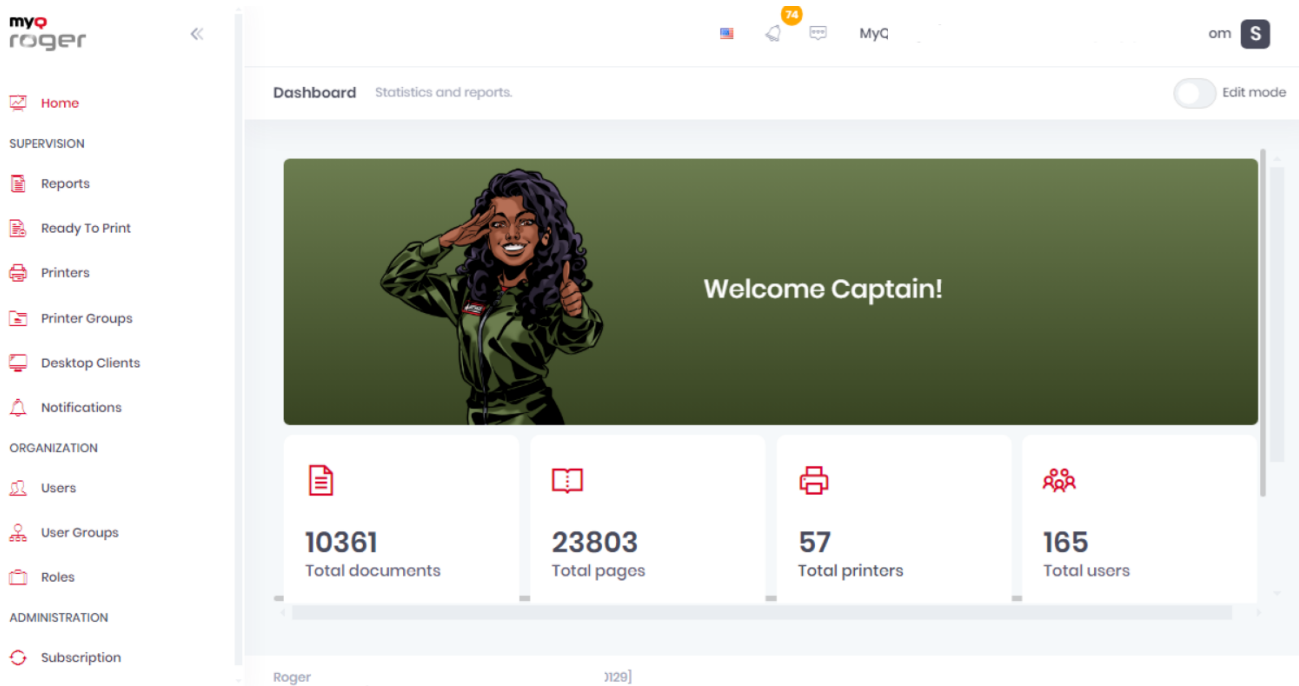 myQ
roger
74
MyQ
om
S
Home
SUPERVISION
Reports
Ready To Print
Printers
Printer Groups
Desktop Clients
Notifications
ORGANIZATION
Users
User Groups
Roles
ADMINISTRATION
Subscription
Dashboard Statistics and reports.
Edit mode
Welcome Captain!
10361
Total documents
23803
Total pages
57
Total printers
165
Total users
Roger
0129]